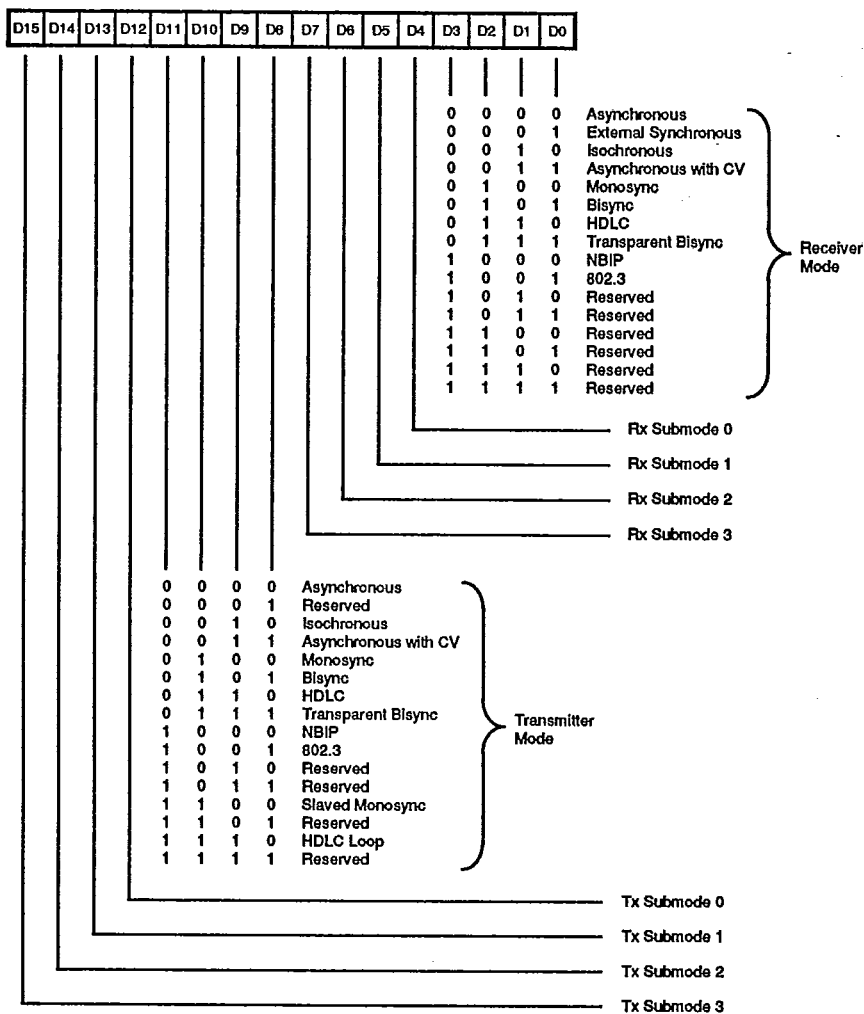 D15 D14 D13 D12 D11 D10 D9 D8 D7 D6 D5 D4 D3 D2 D1 D0
0 0 0 0 Asynchronous
0 0 0 1 External Synchronous
0 0 1 0 Isochronous
0 0 1 1 Asynchronous with CV
0 1 0 0 Monosync
0 1 0 1 Bisync
0 1 1 0 HDLC
0 1 1 1 Transparent Bisync
1 0 0 0 NBIP
1 0 0 1 802.3
1 0 1 0 Reserved
1 0 1 1 Reserved
1 1 0 0 Reserved
1 1 0 1 Reserved
1 1 1 0 Reserved
1 1 1 1 Reserved
Receiver
Mode
Rx Submode 0
Rx Submode 1
Rx Submode 2
Rx Submode 3
0 0 0 0 Asynchronous
0 0 0 1 Reserved
0 0 1 0 Isochronous
0 0 1 1 Asynchronous with CV
0 1 0 0 Monosync
0 1 0 1 Bisync
0 1 1 0 HDLC
0 1 1 1 Transparent Bisync
1 0 0 0 NBIP
1 0 0 1 802.3
1 0 1 0 Reserved
1 0 1 1 Reserved
1 1 0 0 Slaved Monosync
1 1 0 1 Reserved
1 1 1 0 HDLC Loop
1 1 1 1 Reserved
Transmitter
Mode
Tx Submode 0
Tx Submode 1
Tx Submode 2
Tx Submode 3